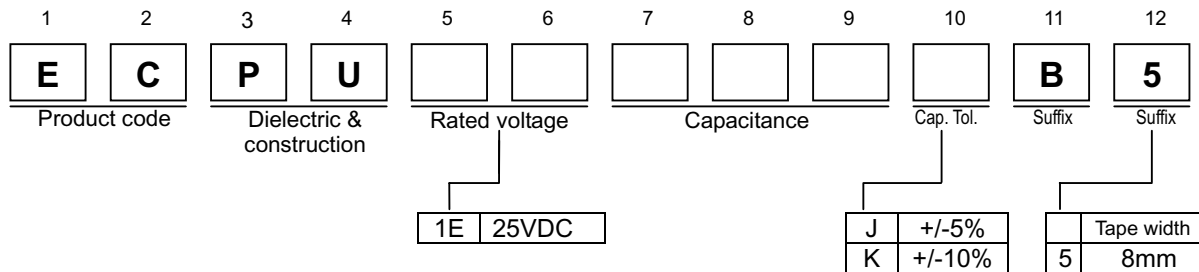 1 2 3 4 5 6 7 8 9 10 11 12
E C P U B 5
Product code Dielectric & Rated voltage Capacitance Cap. Tol. Suffix Suffix
construction
1E 25VDC J +/-5% Tape width
K +/-10% 5 8mm